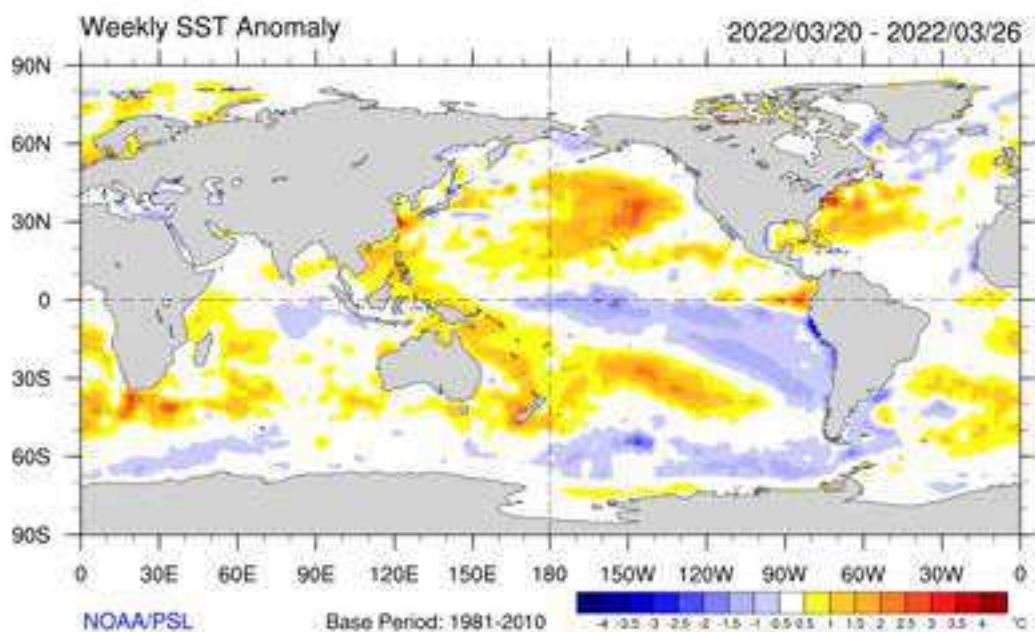 Weekly SST Anomaly 2022/03/20 - 2022/03/26
90N
60N
30N
0
30S
60S
90S
0 30E 60E 90E 120E 150E 180 150W 120W 90W 60W 30W 0
-4 -3.5 -3 -2.5 -2 -1.5 -1 -0.5 0.5 1 1.5 2 2.5 3 3.5 4 °C
NOAA/PSL Base Period: 1981-2010